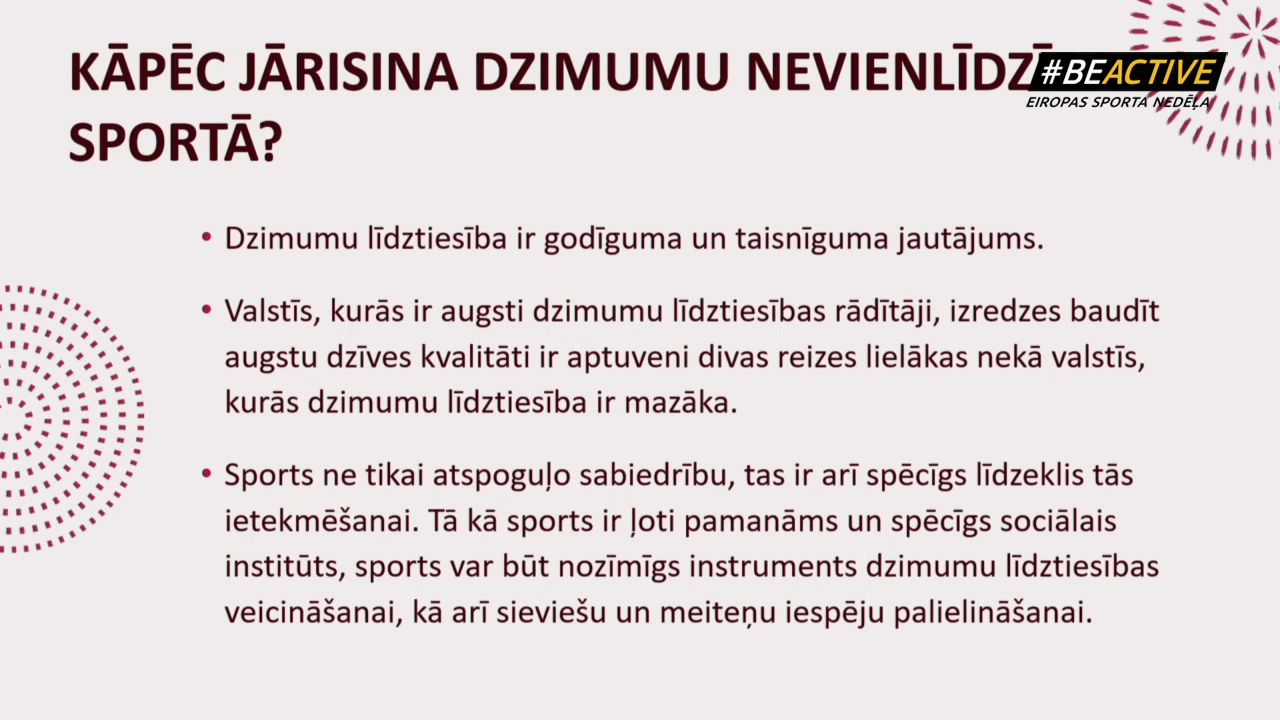 KĀPĒC JĀRISINA DZIMUMU
SPORTĀ?
#BEACTIVE
EIROPAS SPORTA NEDĒĻA
• Dzimumu līdztiesība ir godīguma un taisnīguma jautājums.
• Valstīs, kurās ir augsti dzimumu līdztiesības rādītāji, izredzes baudīt
augstu dzīves kvalitāti ir aptuveni divas reizes lielākas nekā valstīs,
kurās dzimumu līdztiesība ir mazāka.
• Sports ne tikai atspoguļo sabiedrību, tas ir arī spēcīgs līdzeklis tās
ietekmēšanai. Tā kā sports ir ļoti pamanāms un spēcīgs sociālais
institūts, sports var būt nozīmīgs instruments dzimumu līdztiesības
veicināšanai, kā arī sieviešu un meiteņu iespēju palielināšanai.